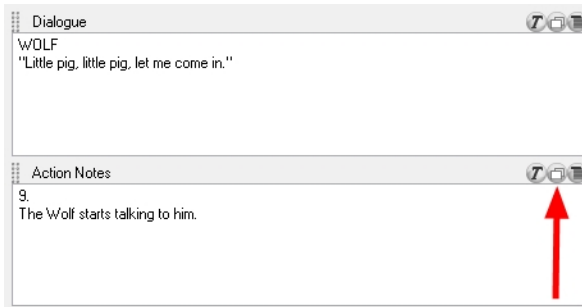 Dialogue
WOLF
"Little pig, little pig, let me come in."
Action Notes
9.
The Wolf starts talking to him.